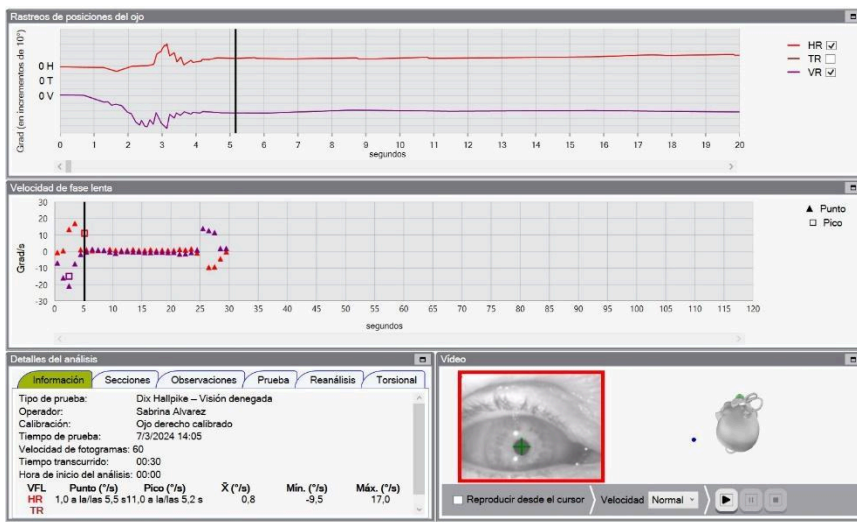 Rastreos de posiciones del ojo
Grad (en incrementos de 10°)
0 H
0 T
0 V
HR
TR
VR
0 1 2 3 4 5 6 7 8 9 10 11 12 13 14 15 16 17 18 19 20
segundos
Velocidad de fase lenta
Grad/s
30
20
10
0
-10
-20
-30
Punto
Pico
0 5 10 15 20 25 30 35 40 45 50 55 60 65 70 75 80 85 90 95 100 105 110 115 120
segundos
Detalles del análisis
Información Secciones Observaciones Prueba Reanálisis Torsional
Tipo de prueba: Dix Hallpike – Visión denegada
Operador: Sabrina Alvarez
Calibración: Ojo derecho calibrado
Tiempo de prueba: 7/3/2024 14:05
Velocidad de fotogramas: 60
Tiempo transcurrido: 00:30
Hora de inicio del análisis: 00:00
VFL Punto (°/s) Pico (°/s) X̄ (°/s) Mín. (°/s) Máx. (°/s)
HR 1,0 a la/las 5,5 s 11,0 a la/las 5,2 s 0,8 -9,5 17,0
TR
Vídeo
Reproducir desde el cursor Velocidad Normal